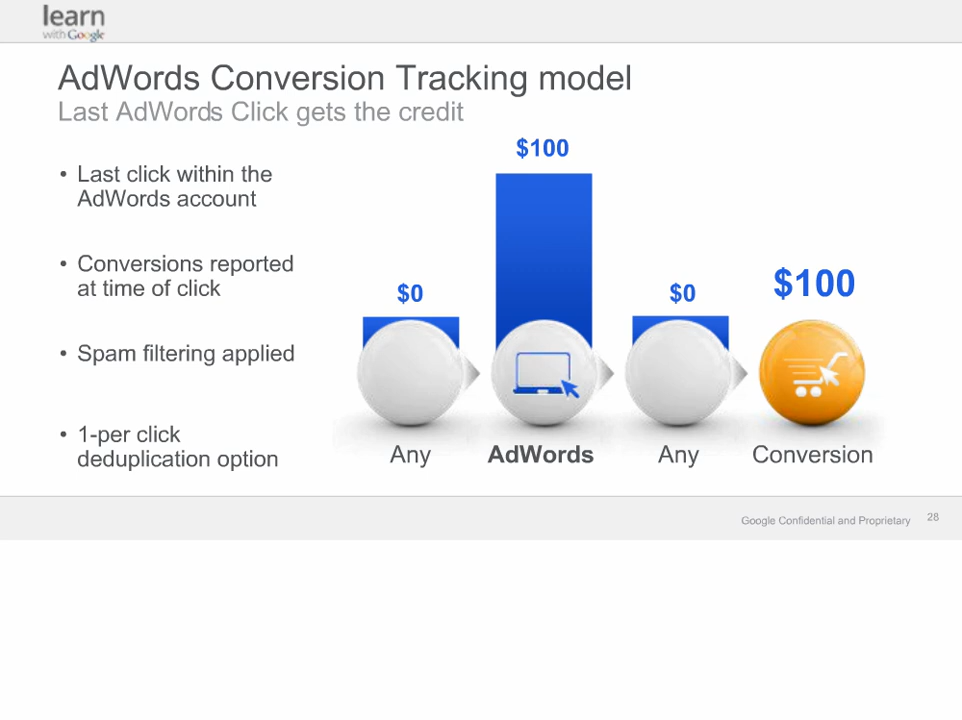 learn
with Google
AdWords Conversion Tracking model
Last AdWords Click gets the credit
• Last click within the
AdWords account
• Conversions reported
at time of click
• Spam filtering applied
• 1-per click
deduplication option
$100
$0
$0
$100
Any
AdWords
Any
Conversion
Google Confidential and Proprietary
28